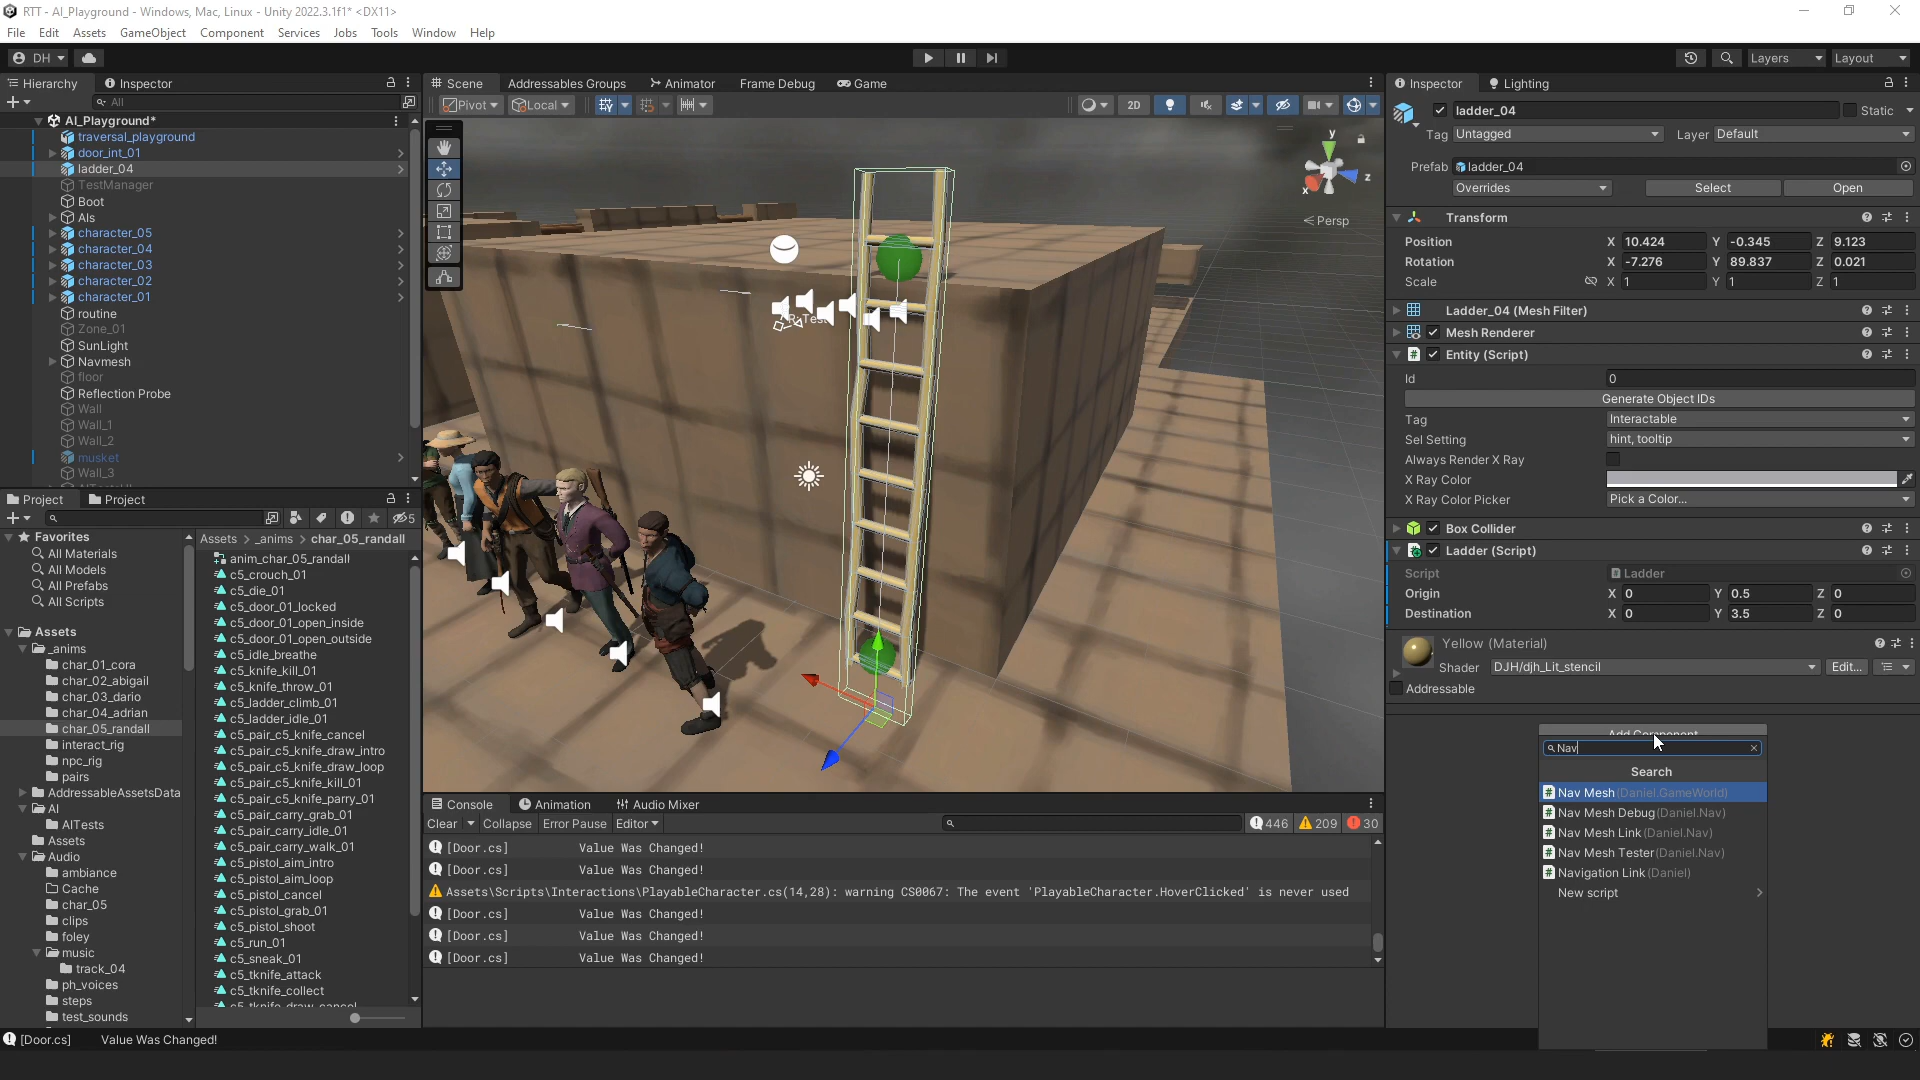 RTT - AI_Playground - Windows, Mac, Linux - Unity 2022.3.1f1* <DX11>
File Edit Assets GameObject Component Services Jobs Tools Window Help
DH
Layers
Layout
Hierarchy
Inspector
All
AI_Playground*
traversal_playground
door_int_01
ladder_04
TestManager
Boot
AIs
character_05
character_04
character_03
character_02
character_01
routine
Zone_01
SunLight
Navmesh
floor
Reflection Probe
Wall
Wall_1
Wall_2
musket
Wall_3
Scene
Addressables Groups
Animator
Frame Debug
Game
Pivot
Local
2D
y
z
x
Persp
Project
Project
5
Favorites
All Materials
All Models
All Prefabs
All Scripts
Assets
_anims
char_01_cora
char_02_abigail
char_03_dario
char_04_adrian
char_05_randall
interact_rig
npc_rig
pairs
AddressableAssetsData
AI
AITests
Assets
Audio
ambiance
Cache
char_05
clips
foley
music
track_04
ph_voices
steps
test_sounds
Assets > _anims > char_05_randall
anim_char_05_randall
c5_crouch_01
c5_die_01
c5_door_01_locked
c5_door_01_open_inside
c5_door_01_open_outside
c5_idle_breathe
c5_knife_kill_01
c5_knife_throw_01
c5_ladder_climb_01
c5_ladder_idle_01
c5_pair_c5_knife_cancel
c5_pair_c5_knife_draw_intro
c5_pair_c5_knife_draw_loop
c5_pair_c5_knife_kill_01
c5_pair_c5_knife_parry_01
c5_pair_carry_grab_01
c5_pair_carry_idle_01
c5_pair_carry_walk_01
c5_pistol_aim_intro
c5_pistol_aim_loop
c5_pistol_cancel
c5_pistol_grab_01
c5_pistol_shoot
c5_run_01
c5_sneak_01
c5_tknife_attack
c5_tknife_collect
c5_tknife_draw_cancel
Console
Animation
Audio Mixer
Clear Collapse Error Pause Editor
446 209 30
[Door.cs] Value Was Changed!
[Door.cs] Value Was Changed!
Assets\Scripts\Interactions\PlayableCharacter.cs(14,28): warning CS0067: The event 'PlayableCharacter.HoverClicked' is never used
[Door.cs] Value Was Changed!
[Door.cs] Value Was Changed!
[Door.cs] Value Was Changed!
[Door.cs] Value Was Changed!
Inspector
Lighting
ladder_04
Static
Tag Untagged
Layer Default
Prefab ladder_04
Overrides
Select
Open
Transform
Position X 10.424 Y -0.345 Z 9.123
Rotation X -7.276 Y 89.837 Z 0.021
Scale X 1 Y 1 Z 1
Ladder_04 (Mesh Filter)
Mesh Renderer
Entity (Script)
Id 0
Generate Object IDs
Tag Interactable
Sel Setting hint, tooltip
Always Render X Ray
X Ray Color
X Ray Color Picker Pick a Color...
Box Collider
Ladder (Script)
Script Ladder
Origin X 0 Y 0.5 Z 0
Destination X 0 Y 3.5 Z 0
Yellow (Material)
Shader DJH/djh_Lit_stencil Edit...
Addressable
Add Component
Nav
Search
Nav Mesh (Daniel.GameWorld)
Nav Mesh Debug (Daniel.Nav)
Nav Mesh Link (Daniel.Nav)
Nav Mesh Tester (Daniel.Nav)
Navigation Link (Daniel)
New script